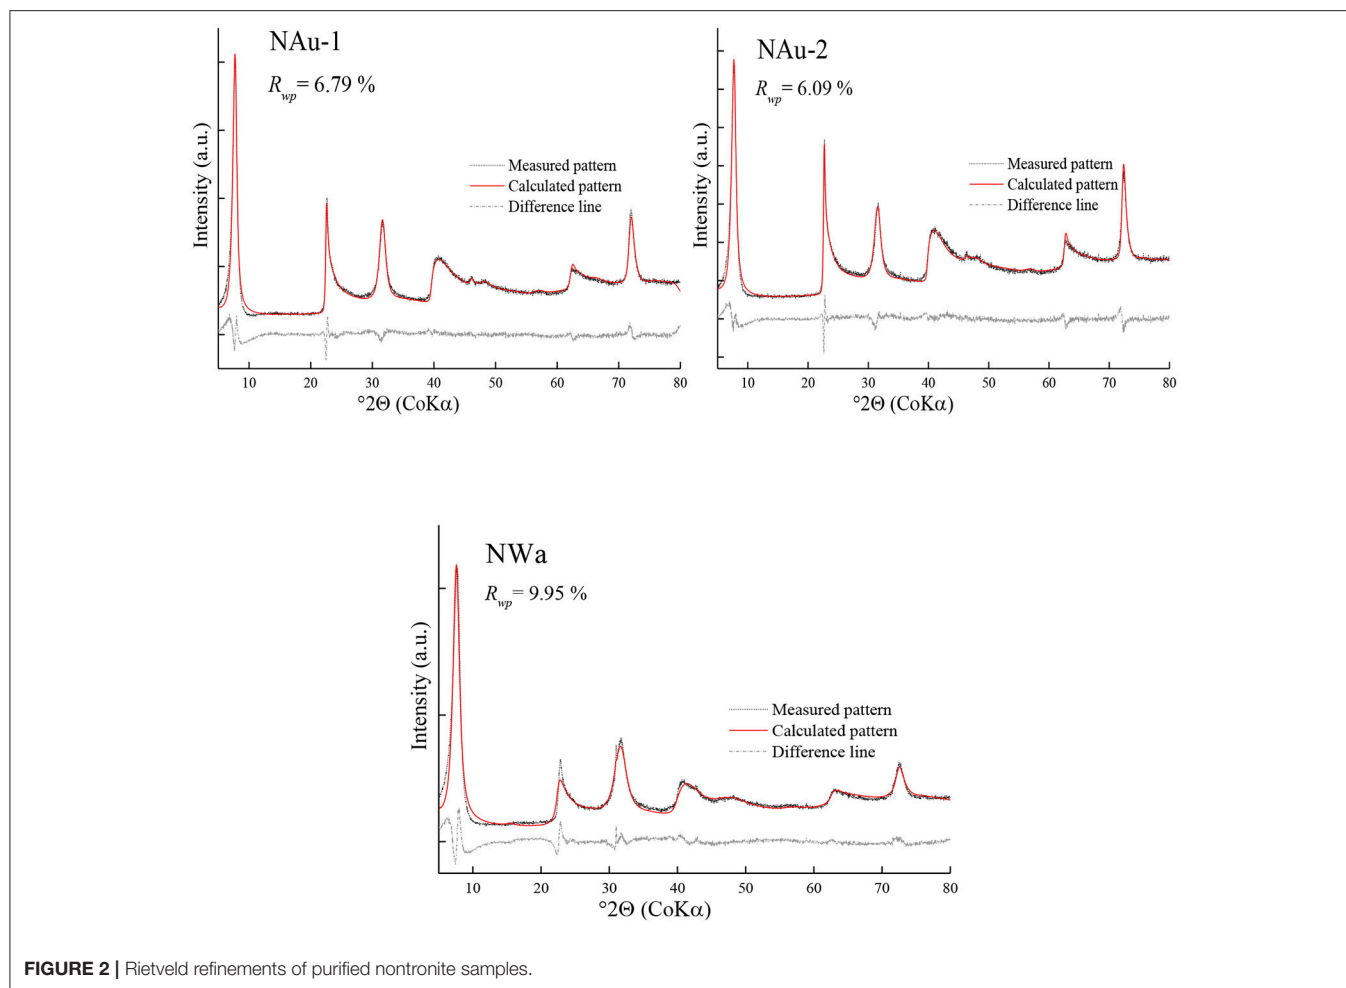 NAu-1
R_wp = 6.79 %
Intensity (a.u.)
Measured pattern
Calculated pattern
Difference line
10 20 30 40 50 60 70 80
°2Θ (CoKα)
NAu-2
R_wp = 6.09 %
Intensity (a.u.)
Measured pattern
Calculated pattern
Difference line
10 20 30 40 50 60 70 80
°2Θ (CoKα)
NWa
R_wp = 9.95 %
Intensity (a.u.)
Measured pattern
Calculated pattern
Difference line
10 20 30 40 50 60 70 80
°2Θ (CoKα)
FIGURE 2 | Rietveld refinements of purified nontronite samples.